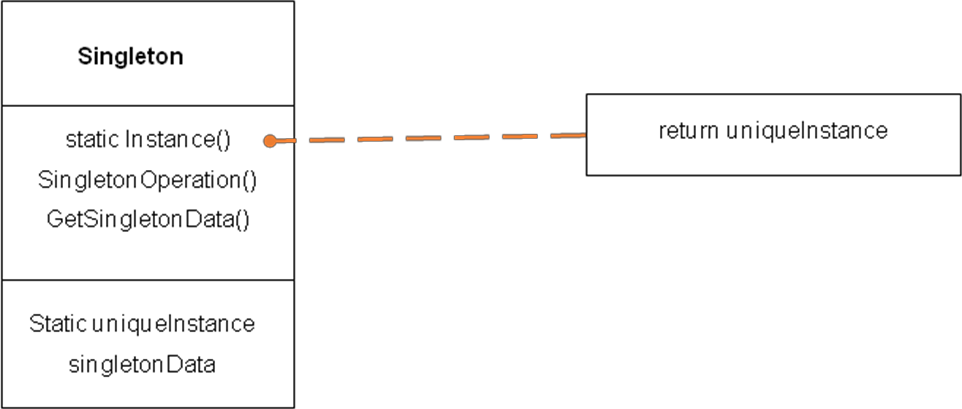 Singleton
static Instance()
return uniqueInstance
SingletonOperation()
GetSingletonData()
Static uniqueInstance
singletonData